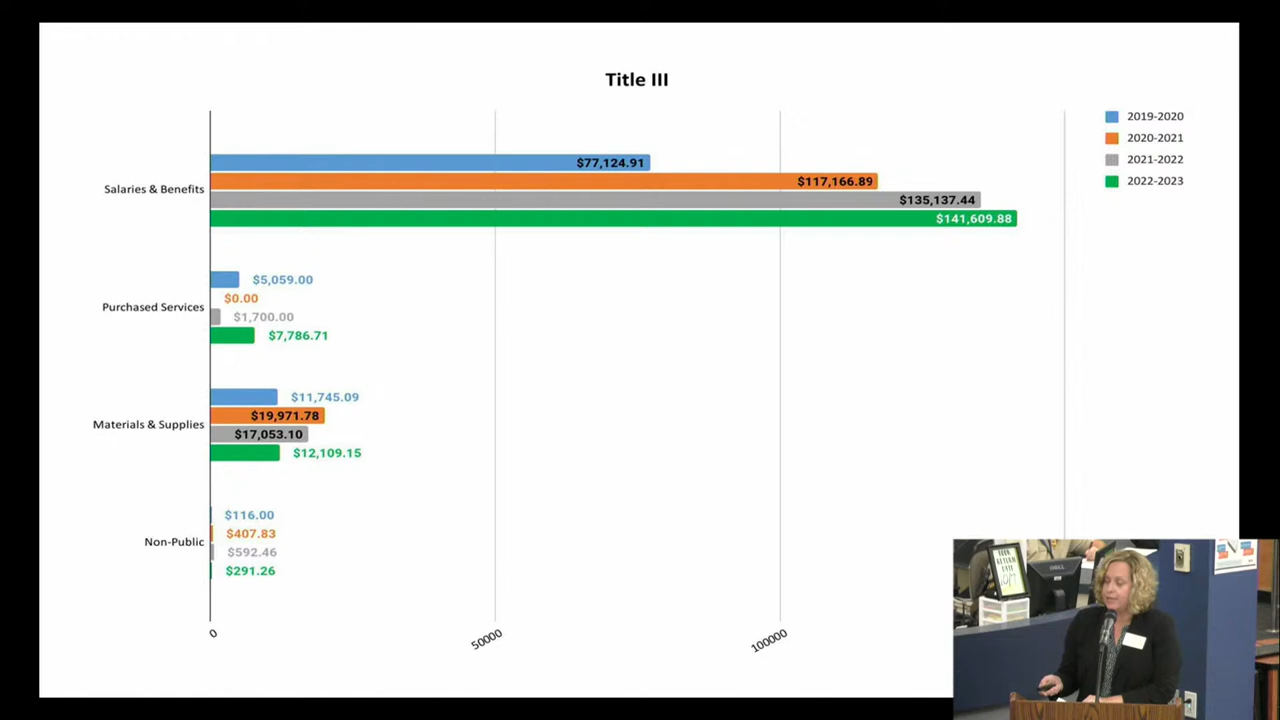 Title III
2019-2020
2020-2021
2021-2022
2022-2023
Salaries & Benefits
$77,124.91
$117,166.89
$135,137.44
$141,609.88
Purchased Services
$5,059.00
$0.00
$1,700.00
$7,786.71
Materials & Supplies
$11,745.09
$19,971.78
$17,053.10
$12,109.15
Non-Public
$116.00
$407.83
$592.46
$291.26
0
50000
100000
BOOK
RETURN
DATE